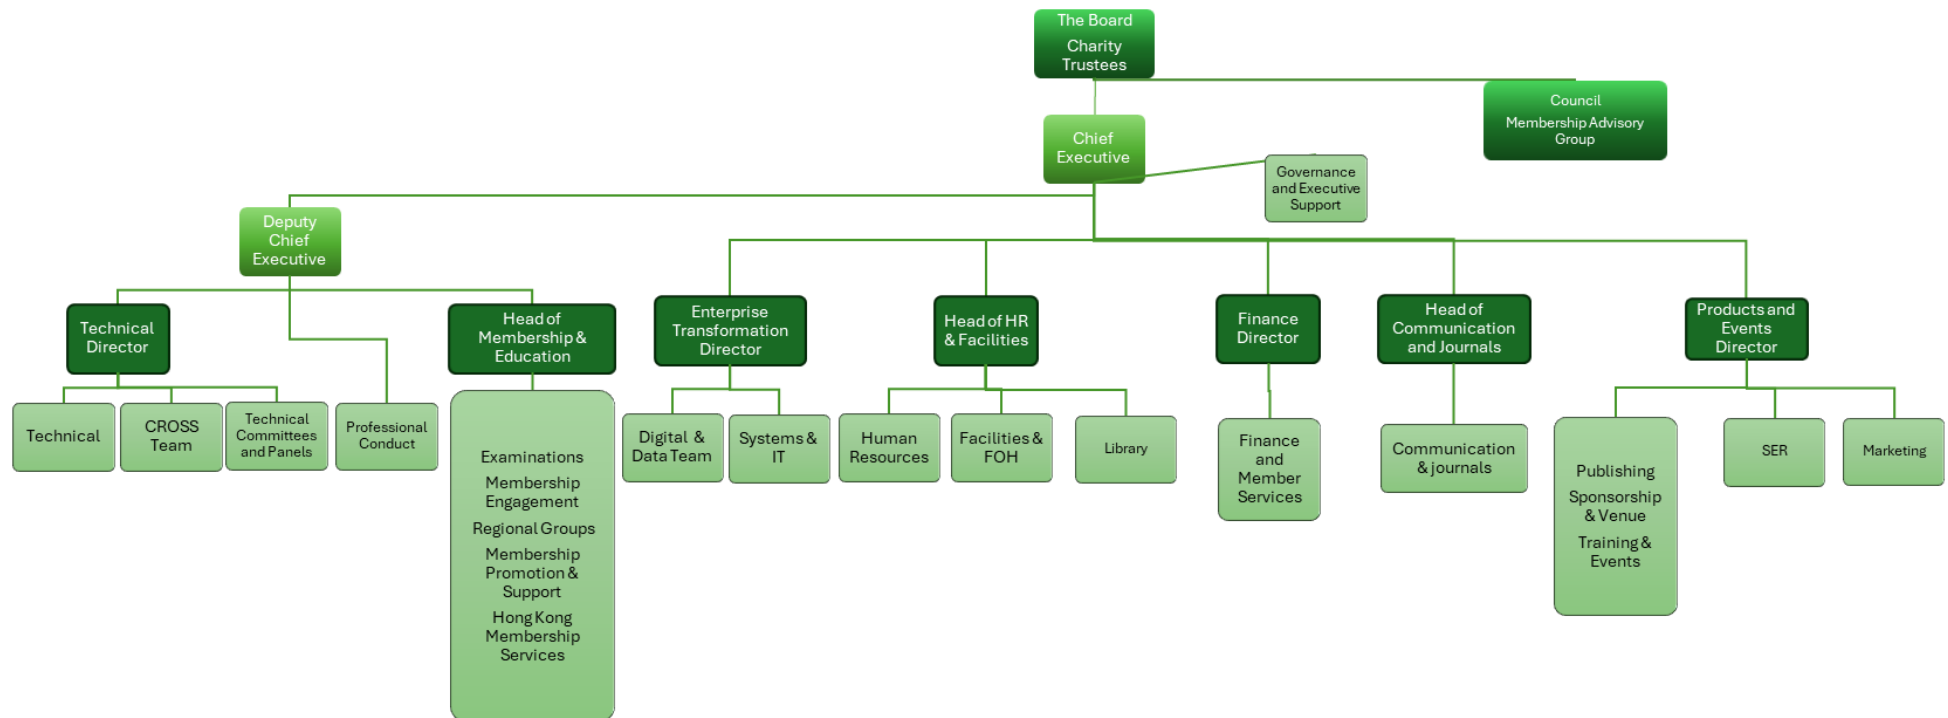 The Board
Charity
Trustees
Council
Membership Advisory
Group
Chief
Executive
Governance
and Executive
Support
Deputy
Chief
Executive
Technical
Director
Head of
Membership &
Education
Enterprise
Transformation
Director
Head of HR
& Facilities
Finance
Director
Head of
Communication
and Journals
Products and
Events
Director
Technical
CROSS
Team
Technical
Committees
and Panels
Professional
Conduct
Examinations
Membership
Engagement
Regional Groups
Membership
Promotion &
Support
Hong Kong
Membership
Services
Digital &
Data Team
Systems &
IT
Human
Resources
Facilities &
FOH
Library
Finance
and
Member
Services
Communication
& journals
Publishing
Sponsorship
& Venue
Training &
Events
SER
Marketing